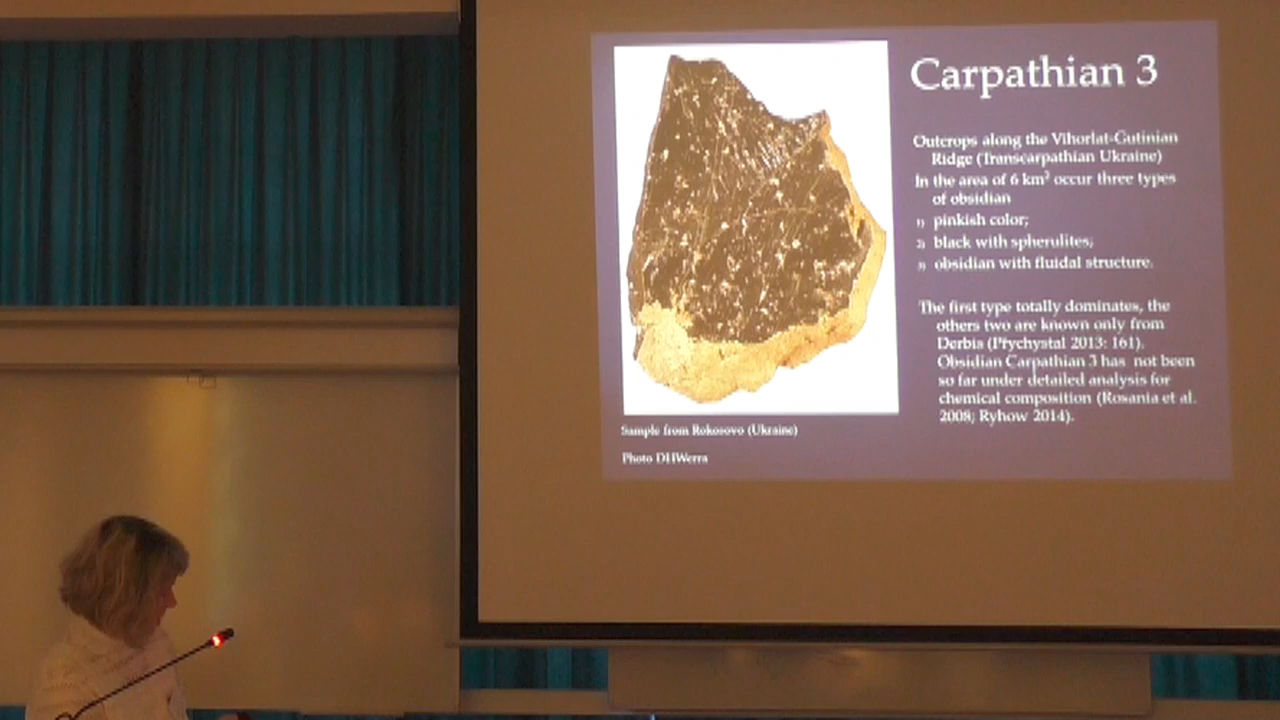 Carpathian 3
Outcrops along the Vihorlat-Gutinian
Ridge (Transcarpathian Ukraine)
In the area of 6 km² occur three types
of obsidian
1) pinkish color;
2) black with spherulites;
3) obsidian with fluidal structure.
The first type totally dominates, the
others two are known only from
Derbis (Přychystal 2013: 161).
Obsidian Carpathian 3 has not been
so far under detailed analysis for
chemical composition (Rosania et al.
2008; Ryhow 2014).
Sample from Rokosovo (Ukraine)
Photo DHWerra